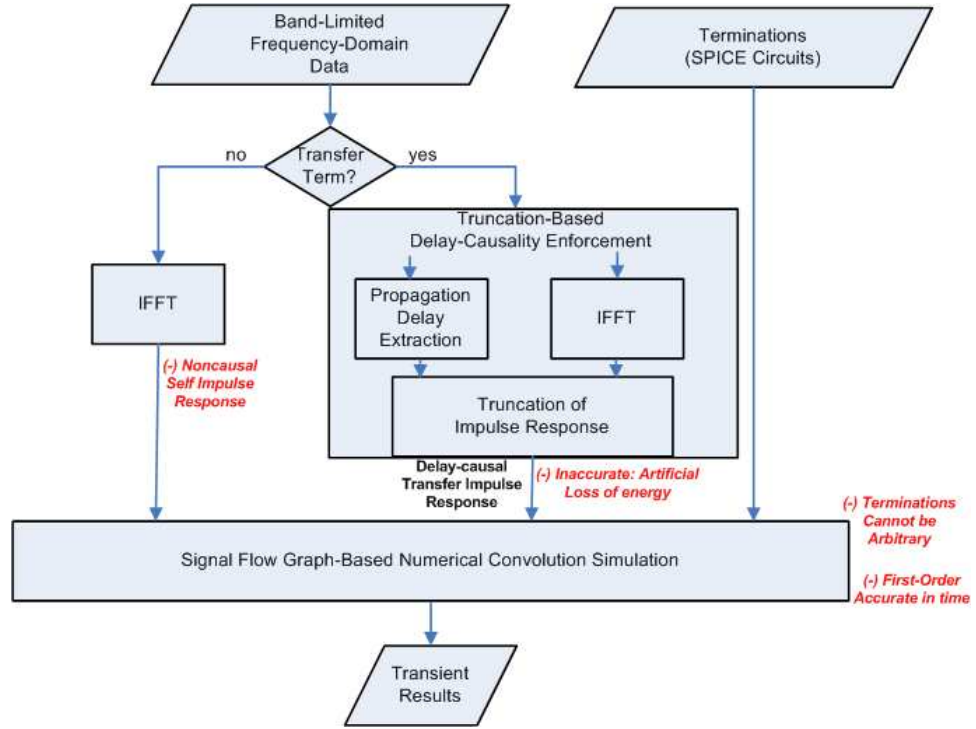 Band-Limited
Frequency-Domain
Data
Terminations
(SPICE Circuits)
no
Transfer
Term?
yes
Truncation-Based
Delay-Causality Enforcement
IFFT
Propagation
Delay
Extraction
IFFT
(-) Noncausal
Self Impulse
Response
Truncation of
Impulse Response
Delay-causal
Transfer Impulse
Response
(-) Inaccurate: Artificial
Loss of energy
(-) Terminations
Cannot be
Arbitrary
Signal Flow Graph-Based Numerical Convolution Simulation
(-) First-Order
Accurate in time
Transient
Results